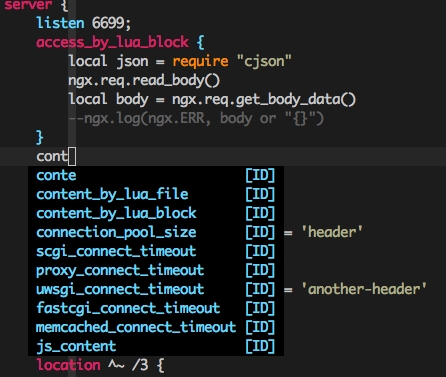 server {
listen 6699;
access_by_lua_block {
local json = require "cjson"
ngx.req.read_body()
local body = ngx.req.get_body_data()
--ngx.log(ngx.ERR, body or "{}")
}
cont
conte [ID]
content_by_lua_file [ID]
content_by_lua_block [ID]
connection_pool_size [ID] = 'header'
scgi_connect_timeout [ID]
proxy_connect_timeout [ID]
uwsgi_connect_timeout [ID] = 'another-header'
fastcgi_connect_timeout [ID]
memcached_connect_timeout [ID]
js_content [ID]
location ^~ /3 {